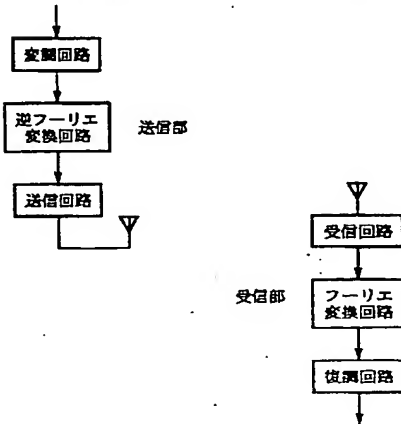 変調回路
逆フーリエ
変換回路
送信部
送信回路
受信回路
受信部
フーリエ
変換回路
復調回路